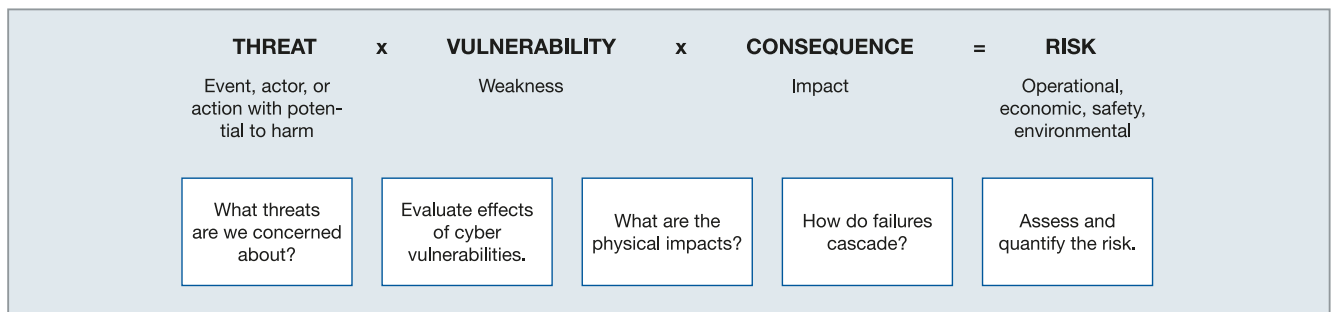 THREAT x VULNERABILITY x CONSEQUENCE = RISK
Event, actor, or
action with poten-
tial to harm
Weakness
Impact
Operational,
economic, safety,
environmental
What threats
are we concerned
about?
Evaluate effects
of cyber
vulnerabilities.
What are the
physical impacts?
How do failures
cascade?
Assess and
quantify the risk.